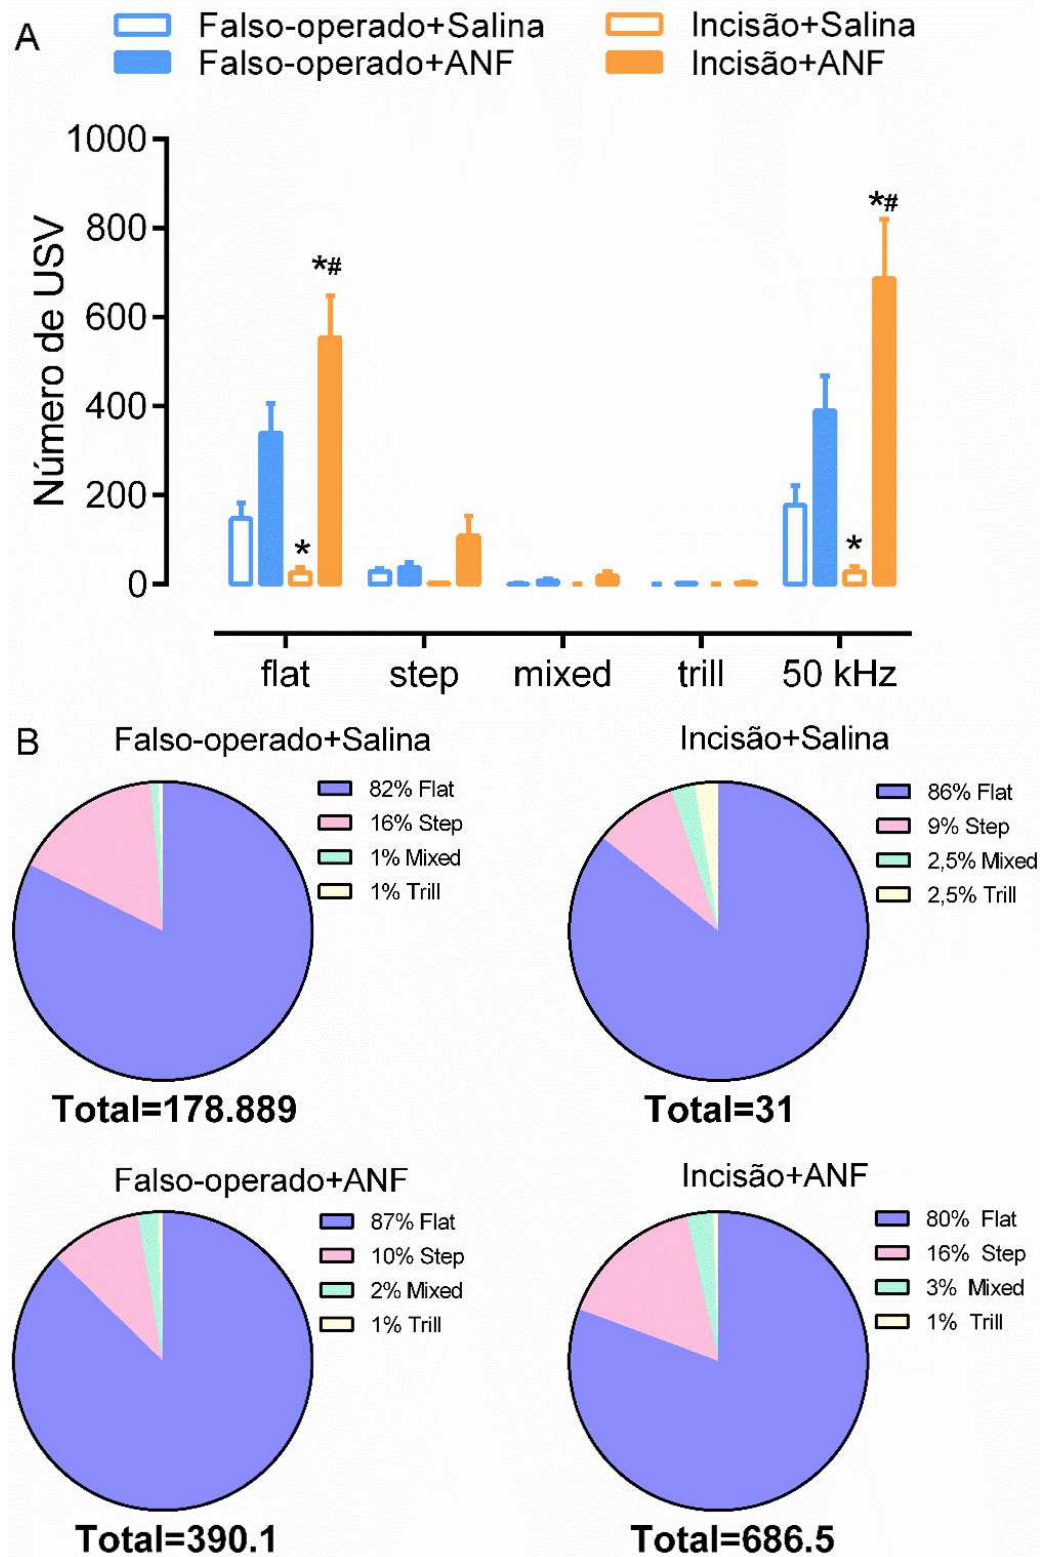 A
Falso-operado+Salina
Incisão+Salina
Falso-operado+ANF
Incisão+ANF
Número de USV
1000
800
600
400
200
0
*#
*
*#
*
flat
step
mixed
trill
50 kHz
B
Falso-operado+Salina
82% Flat
16% Step
1% Mixed
1% Trill
Total=178.889
Incisão+Salina
86% Flat
9% Step
2,5% Mixed
2,5% Trill
Total=31
Falso-operado+ANF
87% Flat
10% Step
2% Mixed
1% Trill
Total=390.1
Incisão+ANF
80% Flat
16% Step
3% Mixed
1% Trill
Total=686.5